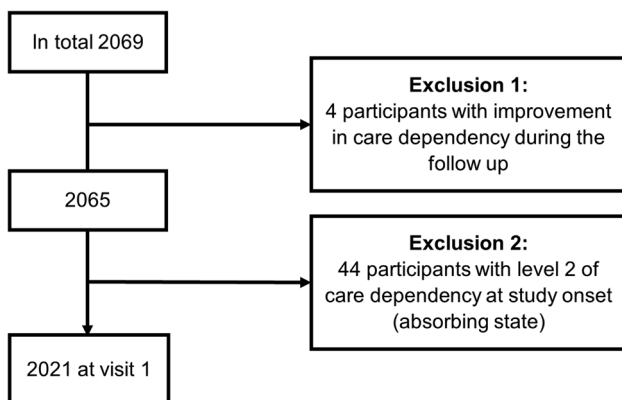 In total 2069
Exclusion 1:
4 participants with improvement
in care dependency during the
follow up
2065
Exclusion 2:
44 participants with level 2 of
care dependency at study onset
(absorbing state)
2021 at visit 1